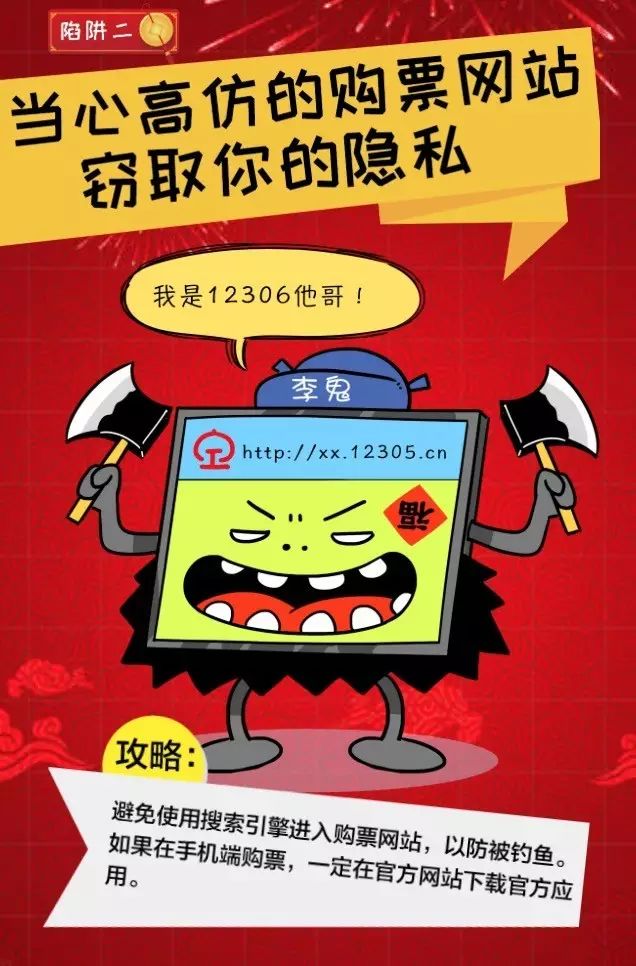 陷阱二
当心高仿的购票网站
窃取你的隐私
我是12306他哥！
李鬼
http://xx.12305.cn
福
攻略：
避免使用搜索引擎进入购票网站，以防被钓鱼。
如果在手机端购票，一定在官方网站下载官方应
用。